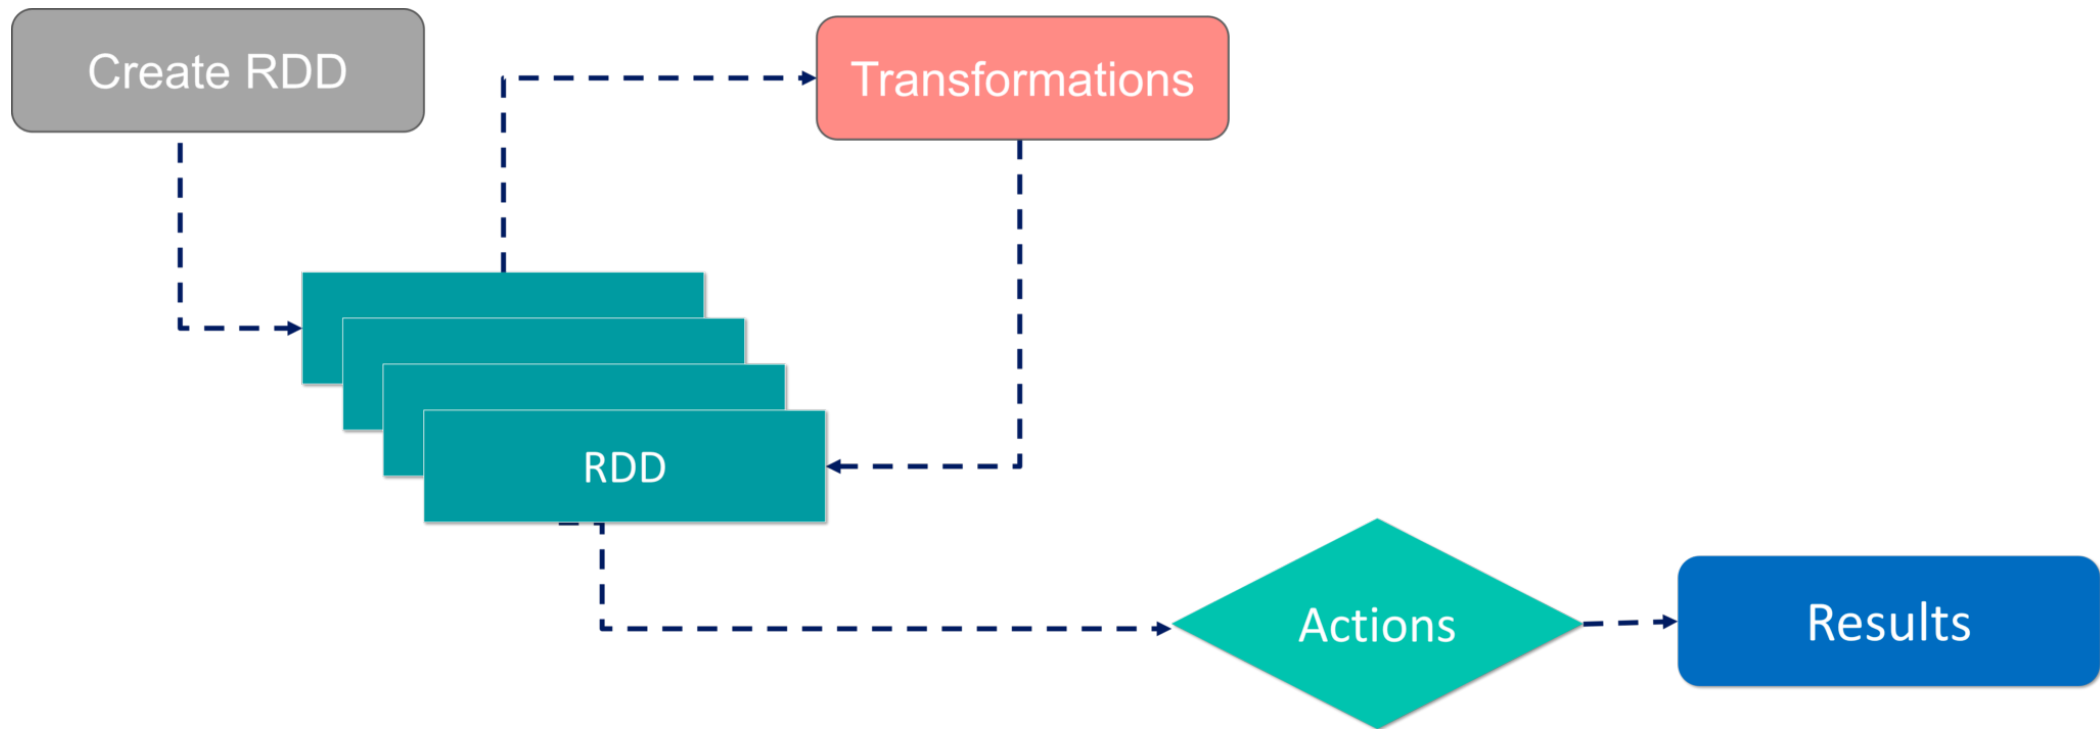 Create RDD
Transformations
RDD
Actions
Results